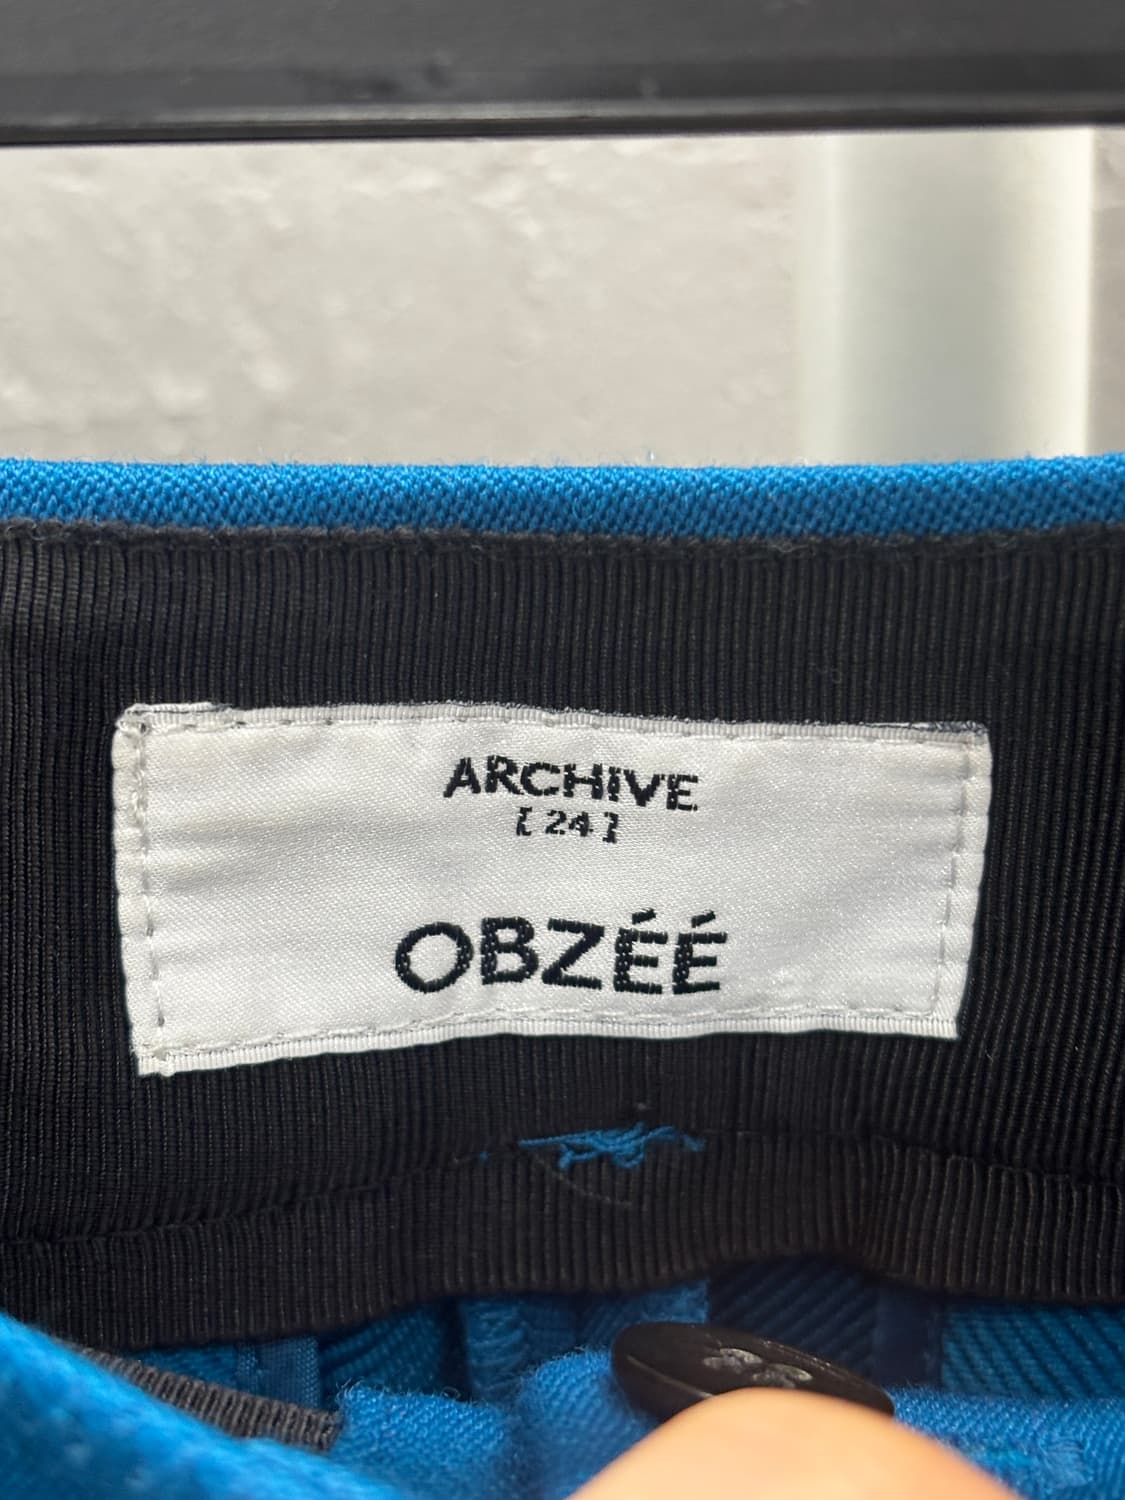 ARCHIVE
[ 24 ]
OBZÉÉ